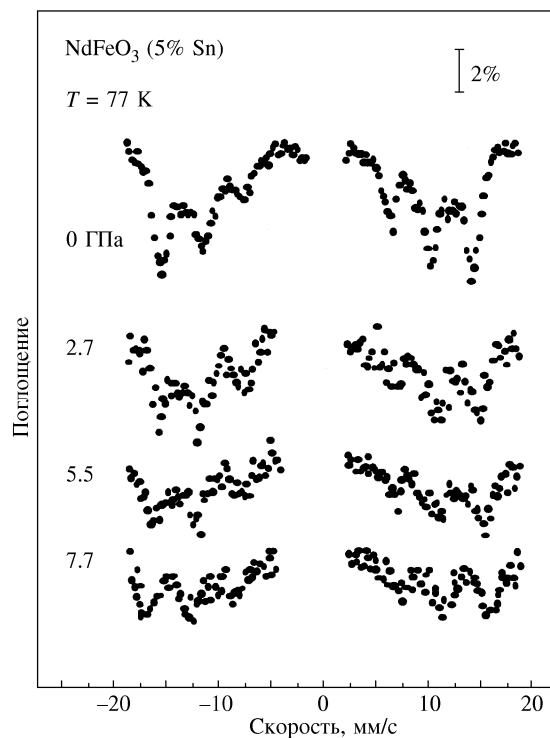 NdFeO₃ (5% Sn)
2%
T = 77 K
0 ГПа
2.7
5.5
7.7
Поглощение
−20 −10 0 10 20
Скорость, мм/с